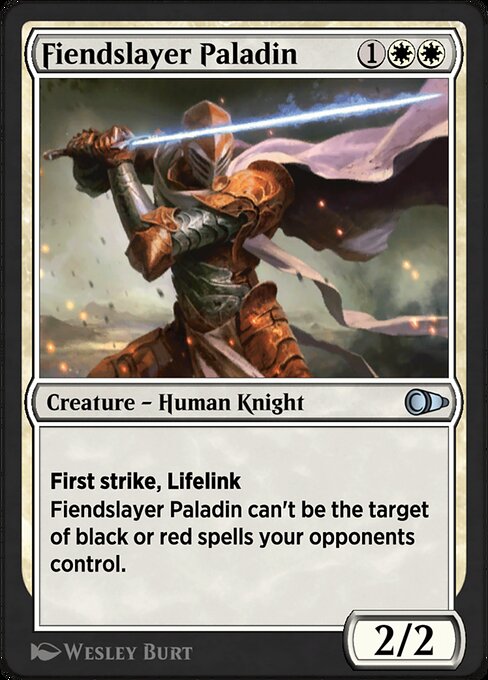 Fiendslayer Paladin 1
Creature – Human Knight
First strike, Lifelink
Fiendslayer Paladin can't be the target
of black or red spells your opponents
control.
2/2
Wesley Burt